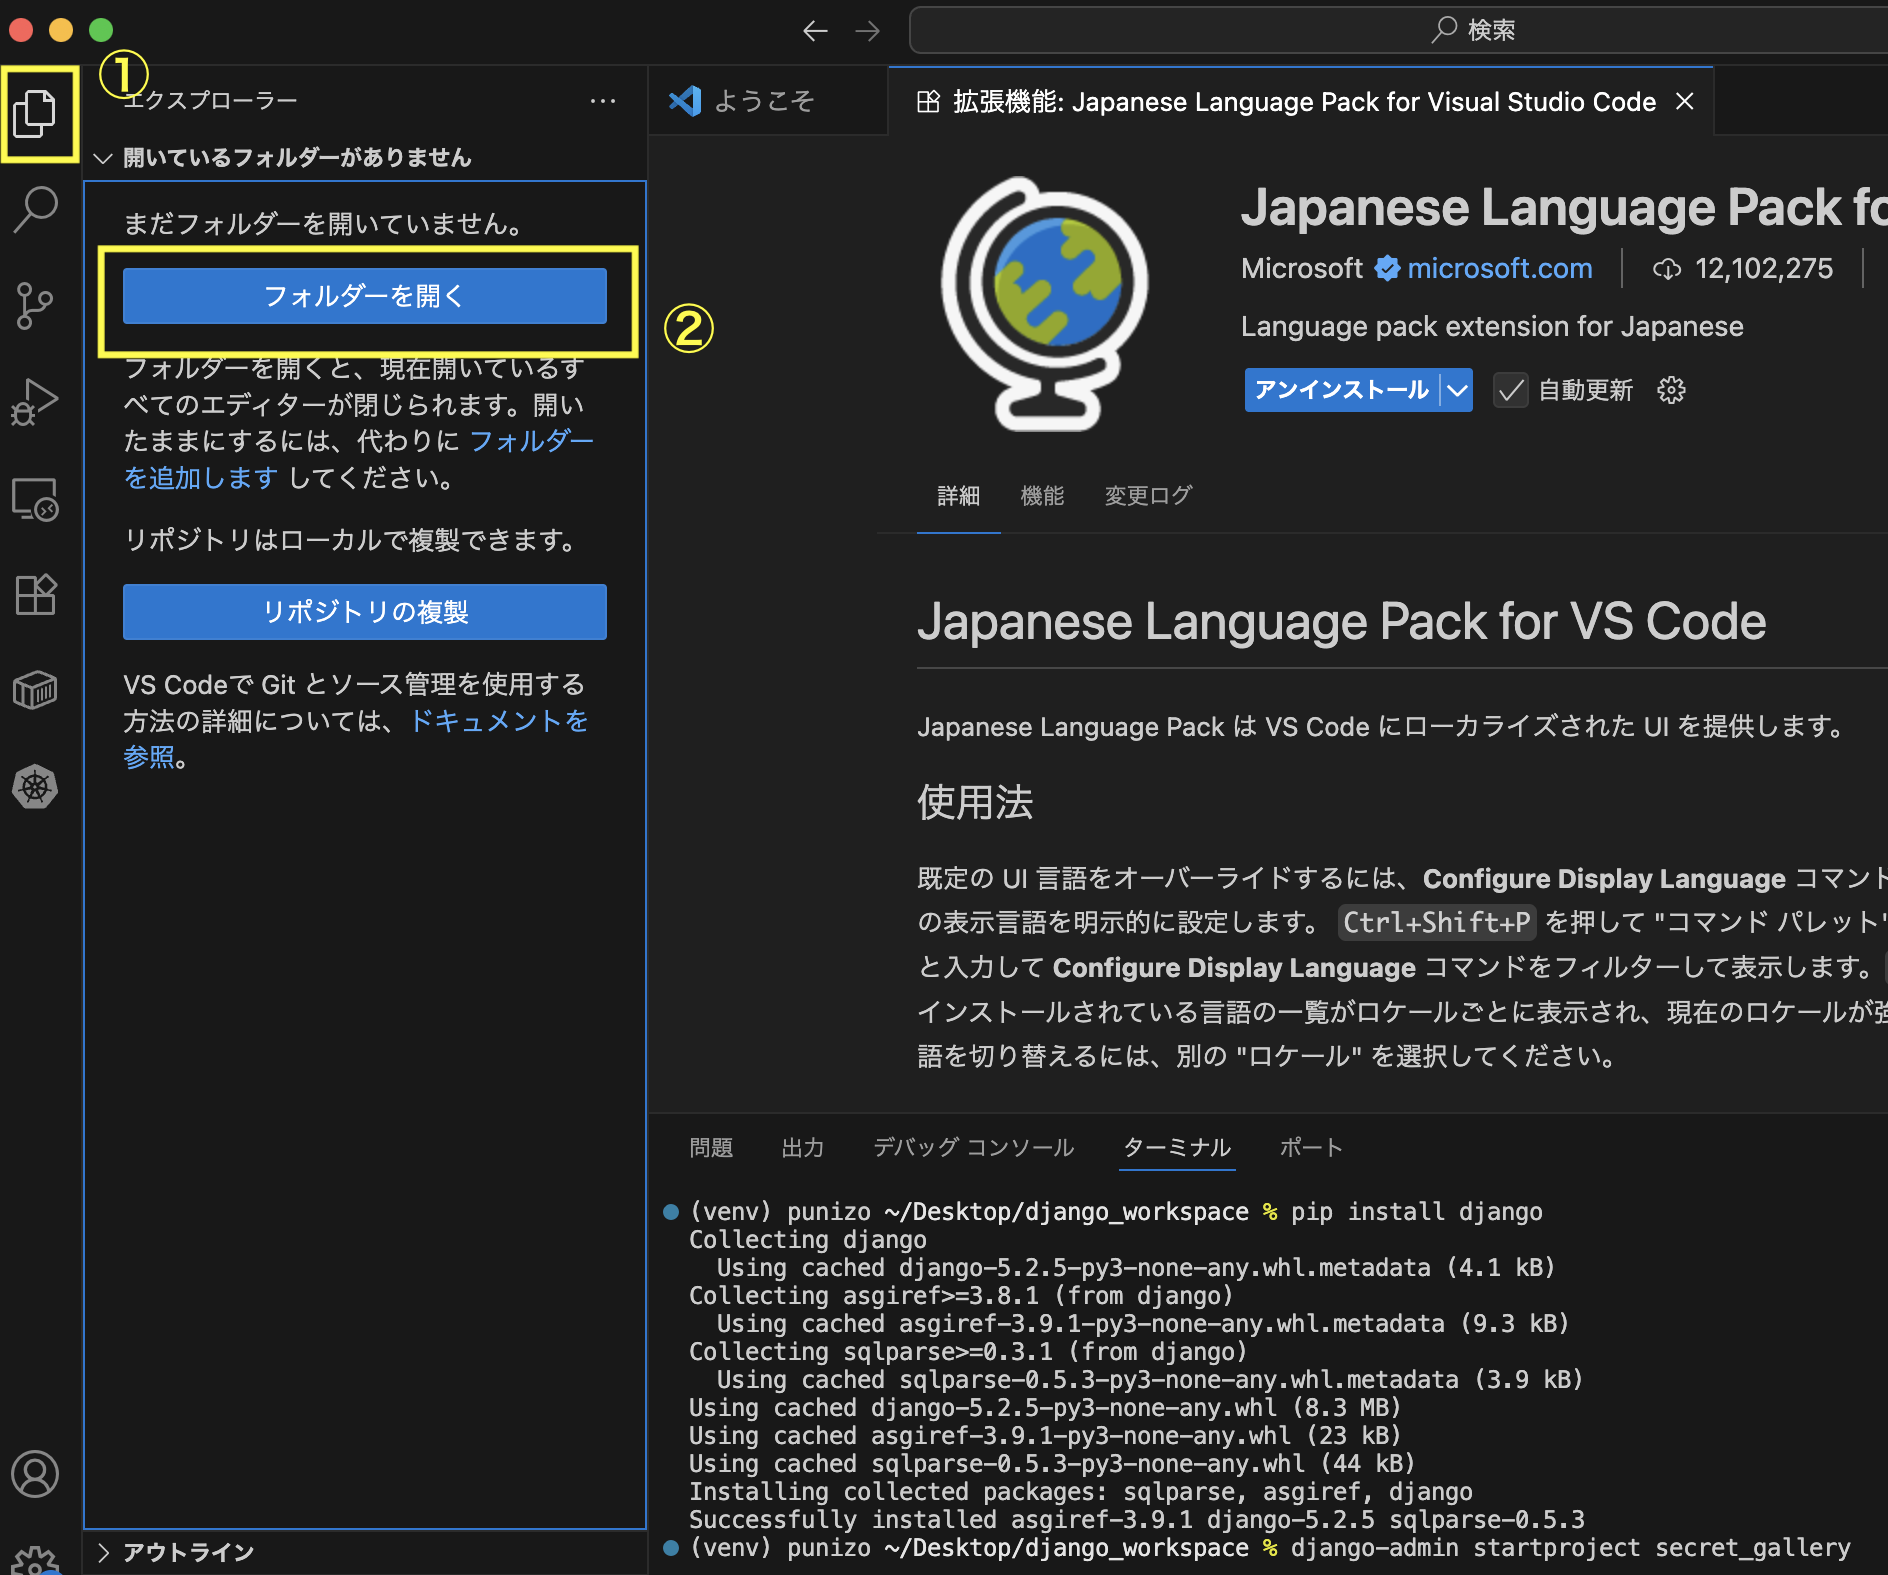 検索
①
エクスプローラー
ようこそ
拡張機能: Japanese Language Pack for Visual Studio Code
開いているフォルダーがありません
まだフォルダーを開いていません。
フォルダーを開く
②
フォルダーを開くと、現在開いているす
べてのエディターが閉じられます。開い
たままにするには、代わりに フォルダー
を追加します してください。
リポジトリはローカルで複製できます。
リポジトリの複製
VS Codeで Git とソース管理を使用する
方法の詳細については、ドキュメントを
参照。
アウトライン
Japanese Language Pack fo
Microsoft microsoft.com 12,102,275
Language pack extension for Japanese
アンインストール 自動更新
詳細 機能 変更ログ
Japanese Language Pack for VS Code
Japanese Language Pack は VS Code にローカライズされた UI を提供します。
使用法
既定の UI 言語をオーバーライドするには、Configure Display Language コマンド
の表示言語を明示的に設定します。 Ctrl+Shift+P を押して "コマンド パレット"
と入力して Configure Display Language コマンドをフィルターして表示します。
インストールされている言語の一覧がロケールごとに表示され、現在のロケールが強
語を切り替えるには、別の "ロケール" を選択してください。
問題 出力 デバッグ コンソール ターミナル ポート
(venv) punizo ~/Desktop/django_workspace % pip install django
Collecting django
Using cached django-5.2.5-py3-none-any.whl.metadata (4.1 kB)
Collecting asgiref>=3.8.1 (from django)
Using cached asgiref-3.9.1-py3-none-any.whl.metadata (9.3 kB)
Collecting sqlparse>=0.3.1 (from django)
Using cached sqlparse-0.5.3-py3-none-any.whl.metadata (3.9 kB)
Using cached django-5.2.5-py3-none-any.whl (8.3 MB)
Using cached asgiref-3.9.1-py3-none-any.whl (23 kB)
Using cached sqlparse-0.5.3-py3-none-any.whl (44 kB)
Installing collected packages: sqlparse, asgiref, django
Successfully installed asgiref-3.9.1 django-5.2.5 sqlparse-0.5.3
(venv) punizo ~/Desktop/django_workspace % django-admin startproject secret_gallery